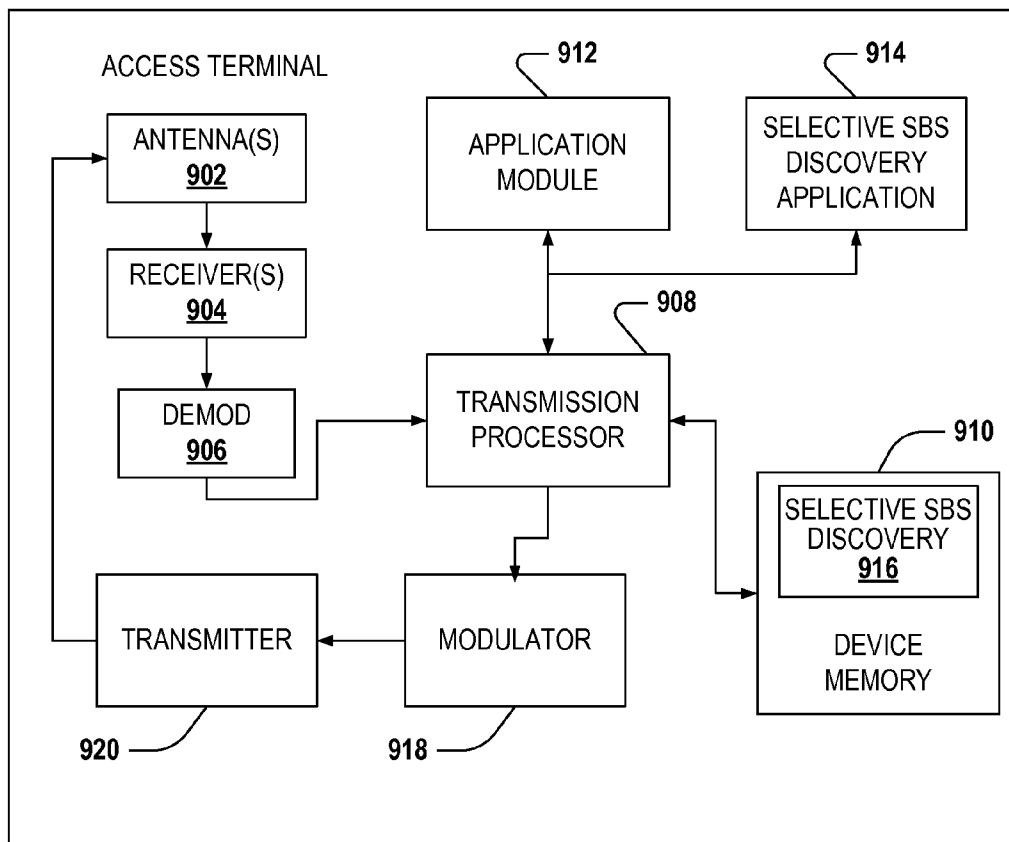 ACCESS TERMINAL
ANTENNA(S)
902
RECEIVER(S)
904
DEMOD
906
912
APPLICATION
MODULE
914
SELECTIVE SBS
DISCOVERY
APPLICATION
908
TRANSMISSION
PROCESSOR
910
SELECTIVE SBS
DISCOVERY
916
DEVICE
MEMORY
TRANSMITTER
920
MODULATOR
918